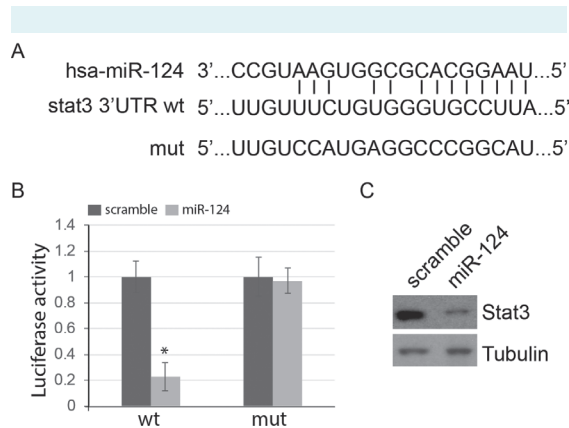 A
hsa-miR-124 3'...CCGUAAGUGGCGCACGGAAU...5'
stat3 3'UTR wt 5'...UUGUUUCUGUGGGUGCCUUA...5'
mut 5'...UUGUCCAUGAGGCCCGGCAU...5'
B
scramble miR-124
Luciferase activity
1.4
1.2
1
0.8
0.6
0.4
0.2
0
*
wt mut
C
scramble miR-124
Stat3
Tubulin